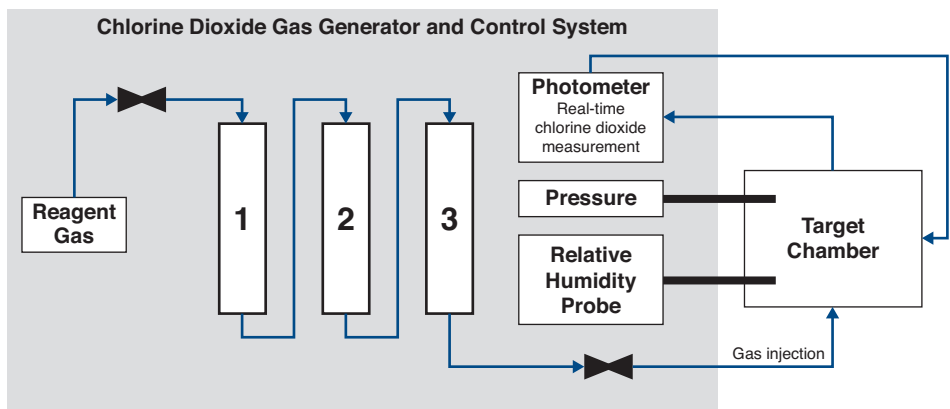 Chlorine Dioxide Gas Generator and Control System
Photometer
Real-time
chlorine dioxide
measurement
Reagent
Gas
1
2
3
Pressure
Relative
Humidity
Probe
Target
Chamber
Gas injection